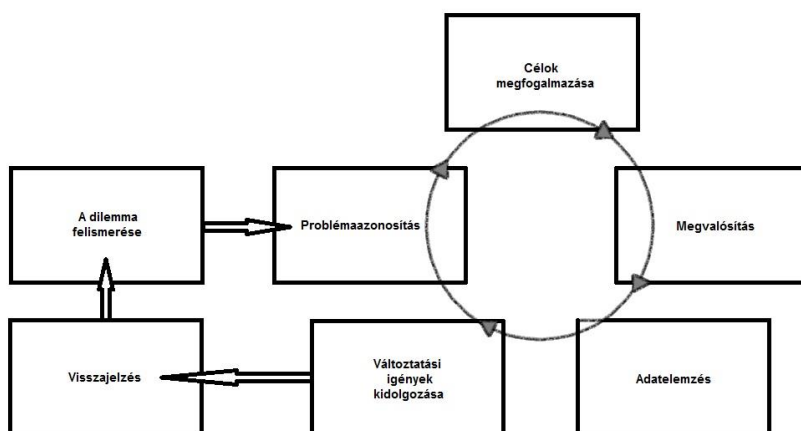 Célok
megfogalmazása
A dilemma
felismerése
Problémaazonosítás
Megvalósítás
Visszajelzés
Változtatási
igények
kidolgozása
Adatelemzés